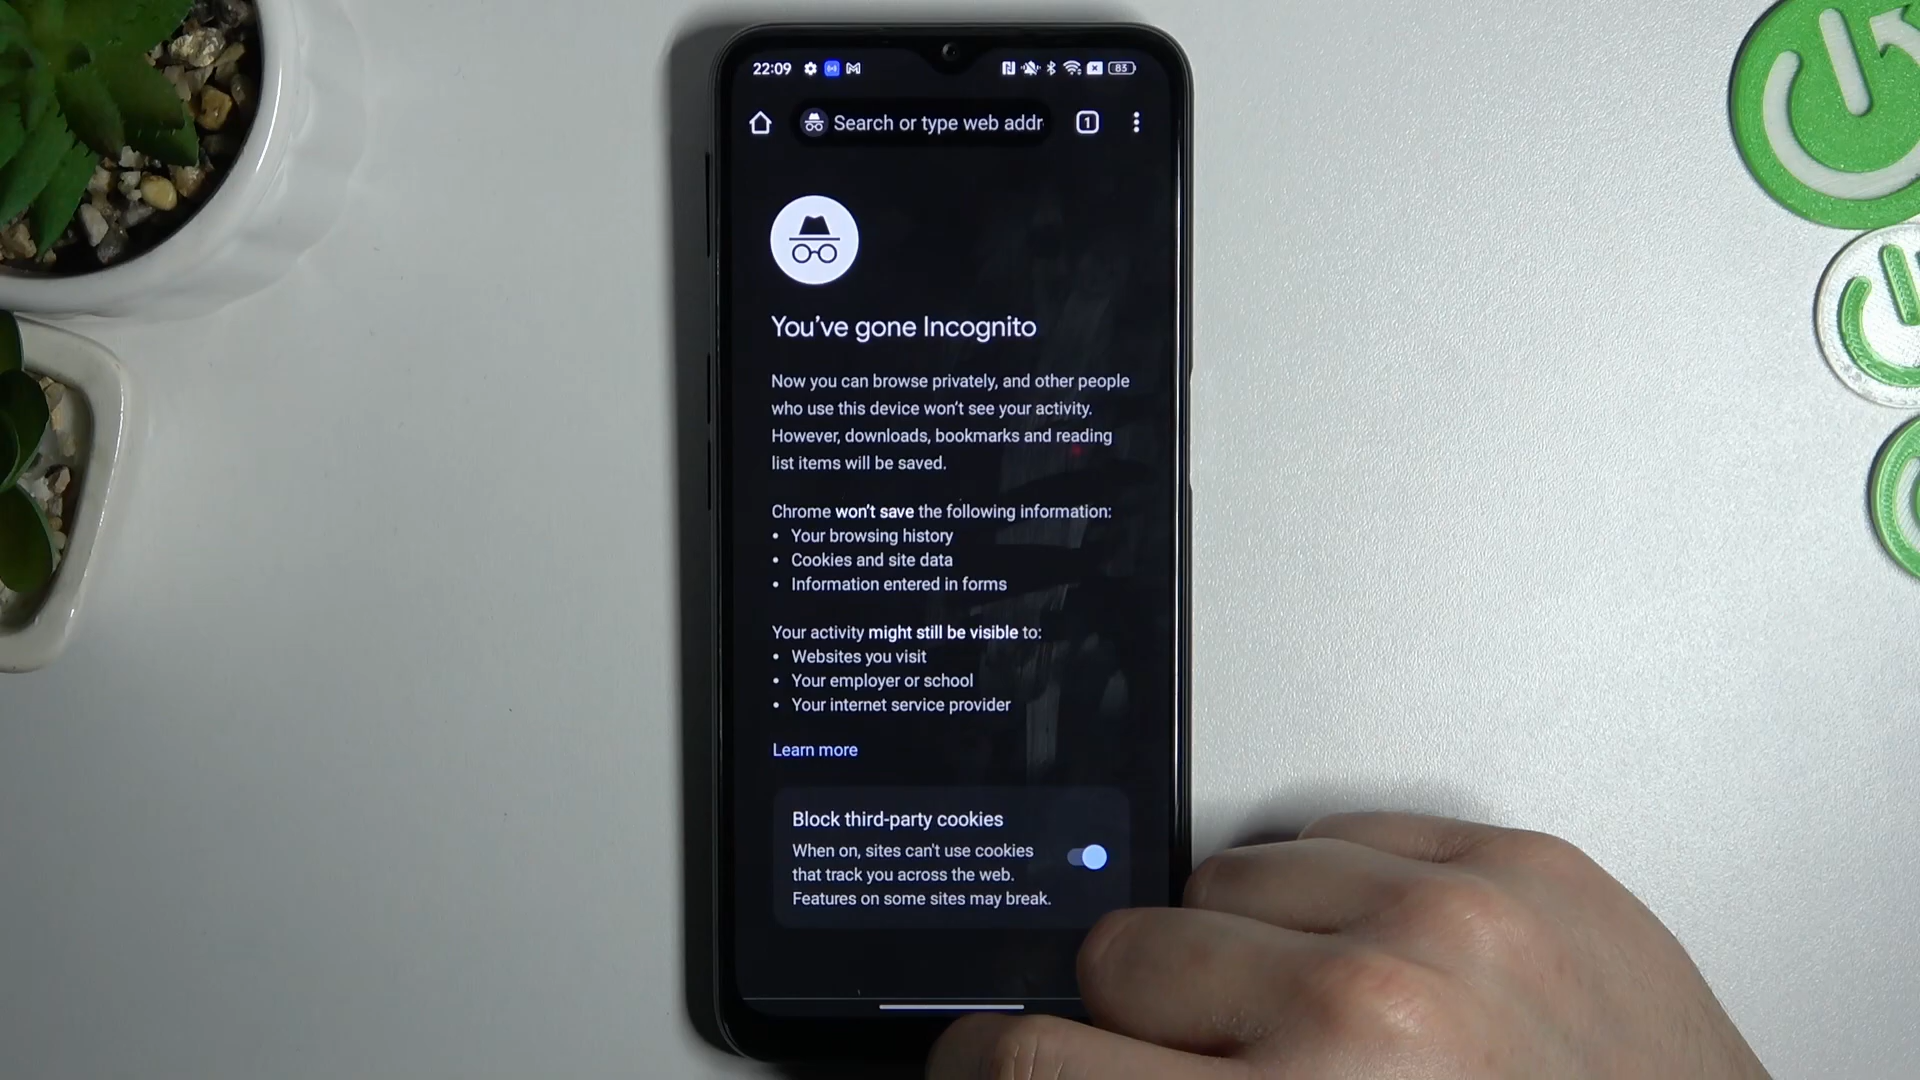 22:09
83
Search or type web addr
1
You've gone Incognito
Now you can browse privately, and other people
who use this device won't see your activity.
However, downloads, bookmarks and reading
list items will be saved.
Chrome won't save the following information:
• Your browsing history
• Cookies and site data
• Information entered in forms
Your activity might still be visible to:
• Websites you visit
• Your employer or school
• Your internet service provider
Learn more
Block third-party cookies
When on, sites can't use cookies
that track you across the web.
Features on some sites may break.